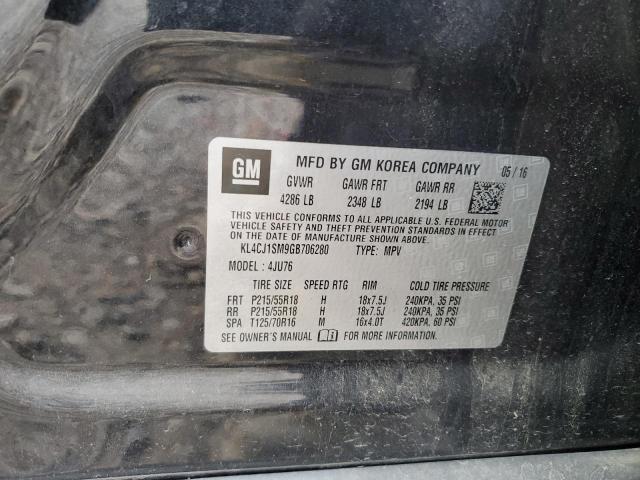 GM MFD BY GM KOREA COMPANY 05/16
GVWR GAWR FRT GAWR RR
4286 LB 2348 LB 2194 LB
THIS VEHICLE CONFORMS TO ALL APPLICABLE U.S. FEDERAL MOTOR
VEHICLE SAFETY AND THEFT PREVENTION STANDARDS IN EFFECT
ON THE DATE OF MANUFACTURE SHOWN ABOVE.
KL4CJ1SM9GB706280 TYPE: MPV
MODEL : 4JU76
TIRE SIZE SPEED RTG RIM COLD TIRE PRESSURE
FRT P215/55R18 H 18x7.5J 240KPA, 35 PSI
RR P215/55R18 H 18x7.5J 240KPA, 35 PSI
SPA T125/70R16 M 16x4.0T 420KPA, 60 PSI
SEE OWNER'S MANUAL FOR MORE INFORMATION.